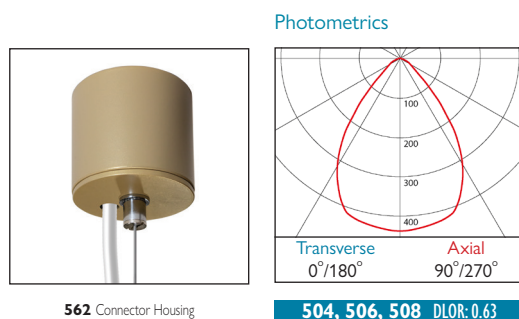 Photometrics
100
200
300
400
Transverse Axial
0°/180° 90°/270°
562 Connector Housing
504, 506, 508 DLOR: 0.63